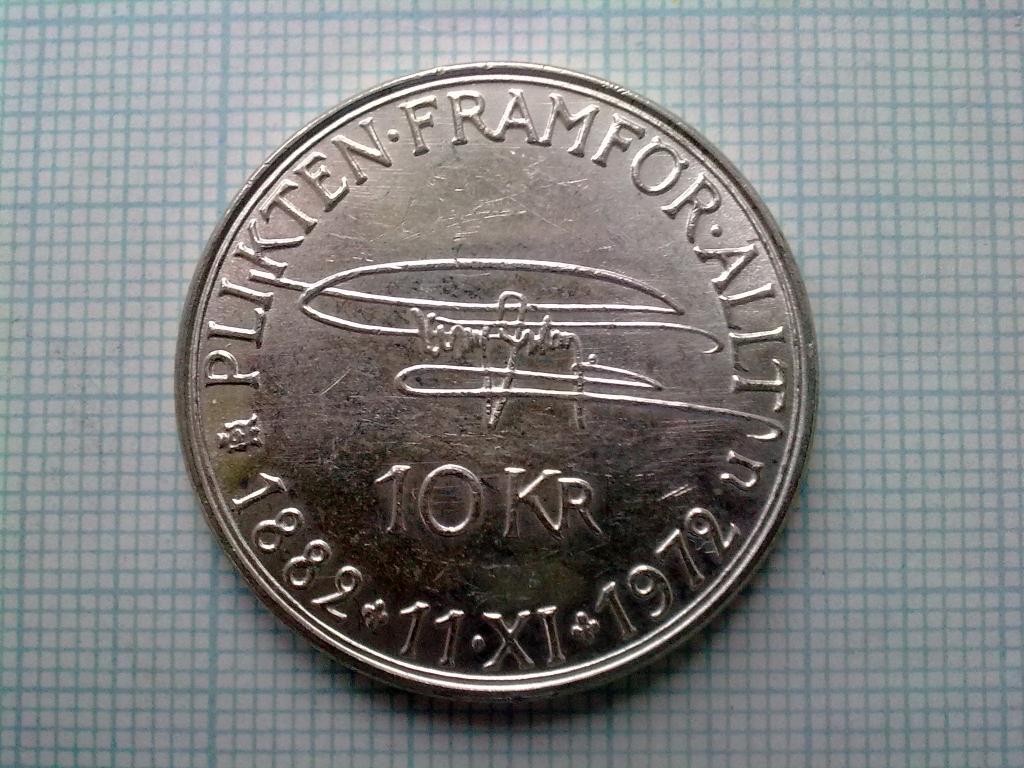 PLIKTEN·FRAMFÖR·ALLT
10 KR
1882 11·XI 1972